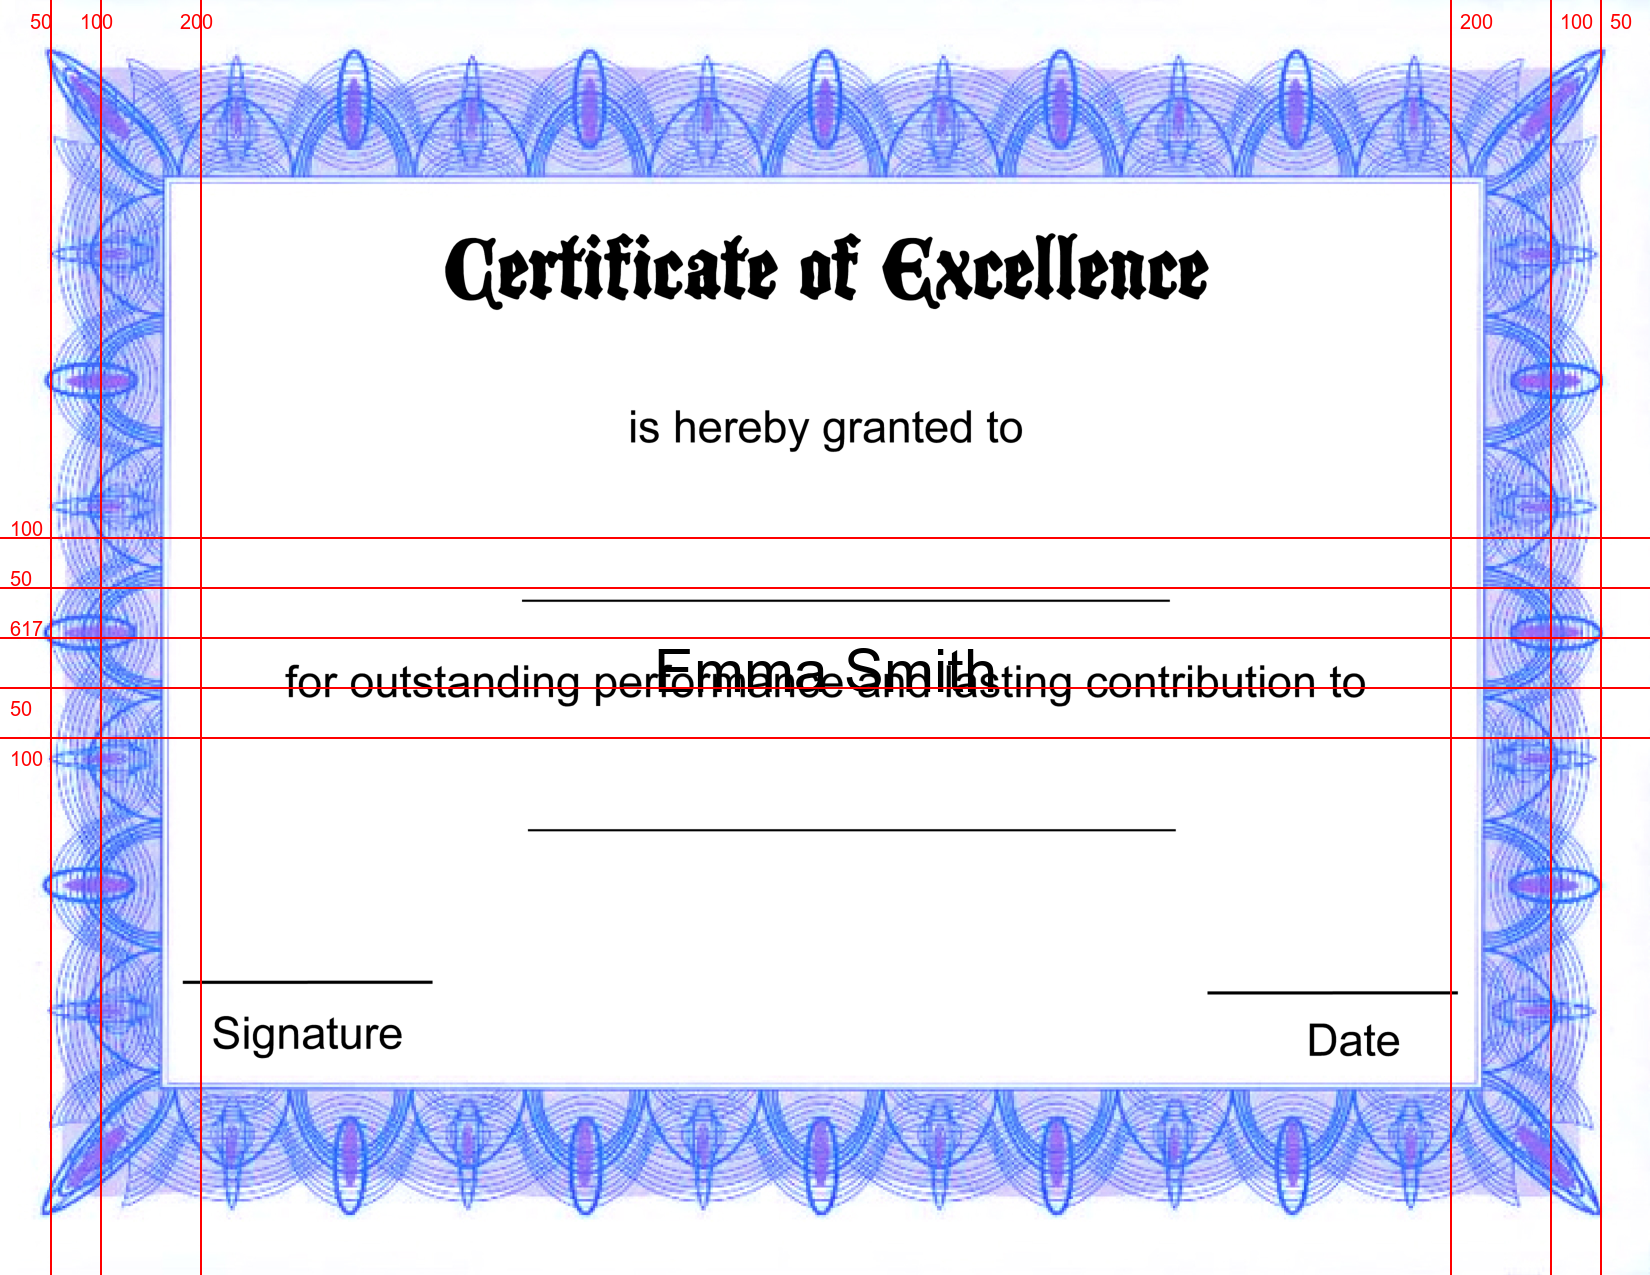 50 100 200 200 100 50
Certificate of Excellence
is hereby granted to
100
50
617
Emma Smith
for outstanding performance and lasting contribution to
50
100
Signature
Date